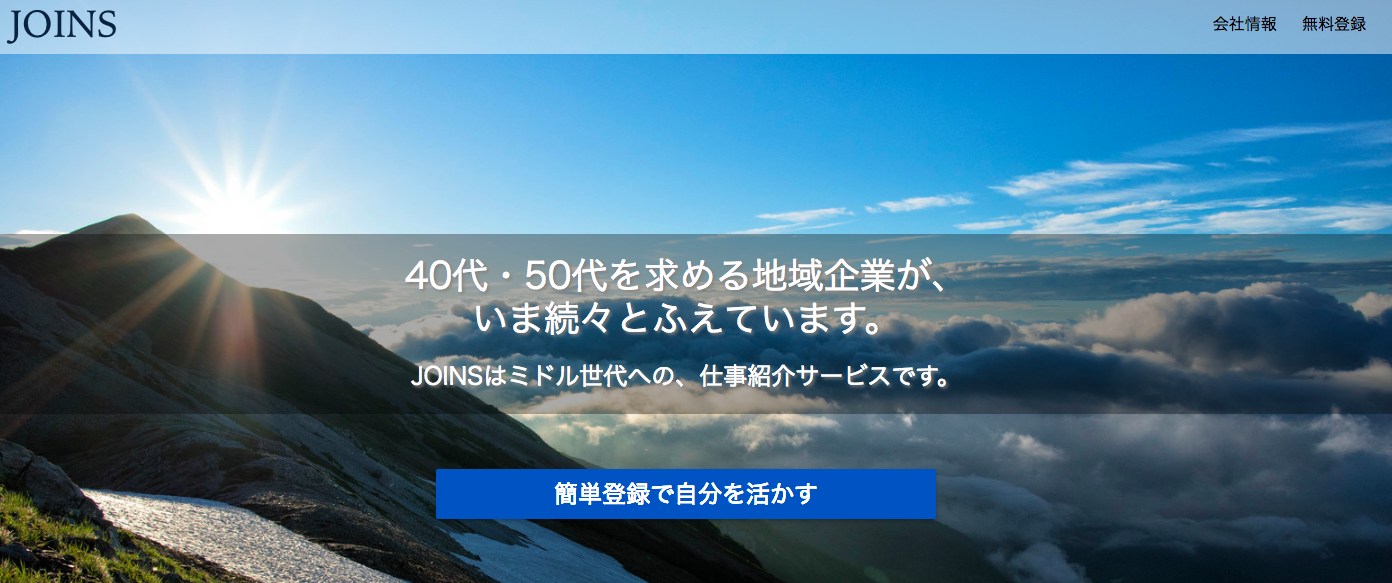 JOINS
会社情報
無料登録
40代・50代を求める地域企業が、
いま続々とふえています。
JOINSはミドル世代への、仕事紹介サービスです。
簡単登録で自分を活かす